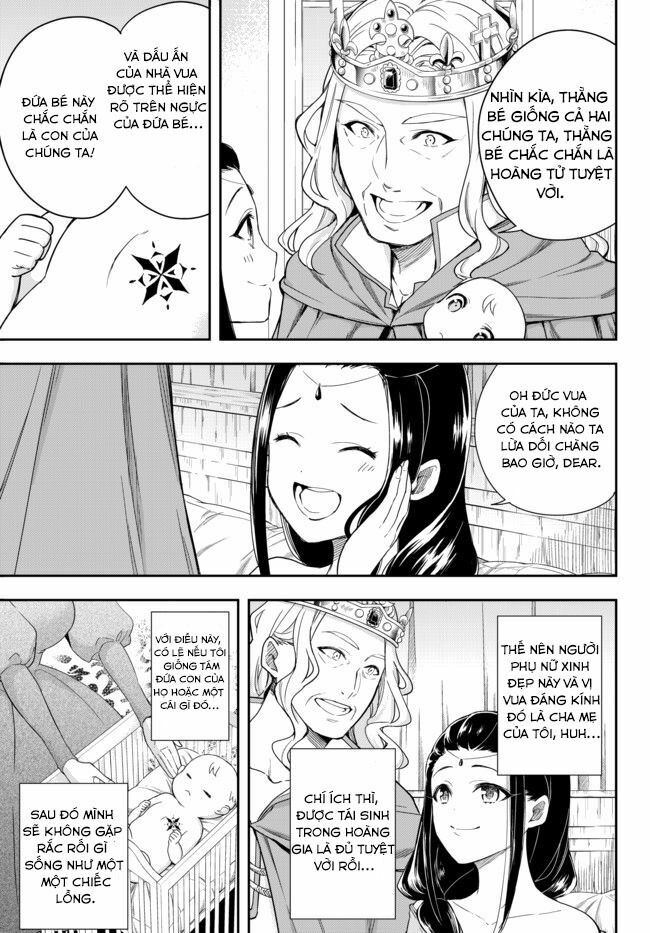 NHÌN KÌA, THẰNG
BÉ GIỐNG CẢ HAI
CHÚNG TA, THẰNG
BÉ CHẮC CHẮN LÀ
HOÀNG TỬ TUYỆT
VỜI.
VÀ DẤU ẤN
CỦA NHÀ VUA
ĐƯỢC THỂ HIỆN
RÕ TRÊN NGỰC
CỦA ĐỨA BÉ...
ĐỨA BÉ NÀY
CHẮC CHẮN
LÀ CON CỦA
CHÚNG TA!
OH ĐỨC VUA
CỦA TA, KHÔNG
CÓ CÁCH NÀO TA
LỪA DỐI CHÀNG
BAO GIỜ, DEAR.
THẾ NÊN NGƯỜI
PHỤ NỮ XINH
ĐẸP NÀY VÀ VỊ
VUA ĐÁNG KÍNH
ĐÓ LÀ CHA MẸ
CỦA TÔI, HUH...
CHÍ ÍCH THÌ,
ĐƯỢC TÁI SINH
TRONG HOÀNG
GIA LÀ ĐỦ TUYỆT
VỜI RỒI...
VỚI ĐIỀU NÀY,
CÓ LẼ NẾU TÔI
GIỐNG TÂM
ĐỨA CON CỦA
HỌ HOẶC MỘT
CÁI GÌ ĐÓ...
SAU ĐÓ MÌNH
SẼ KHÔNG GẶP
RẮC RỐI GÌ
SỐNG NHƯ MỘT
MỘT CHIẾC
LỒNG.